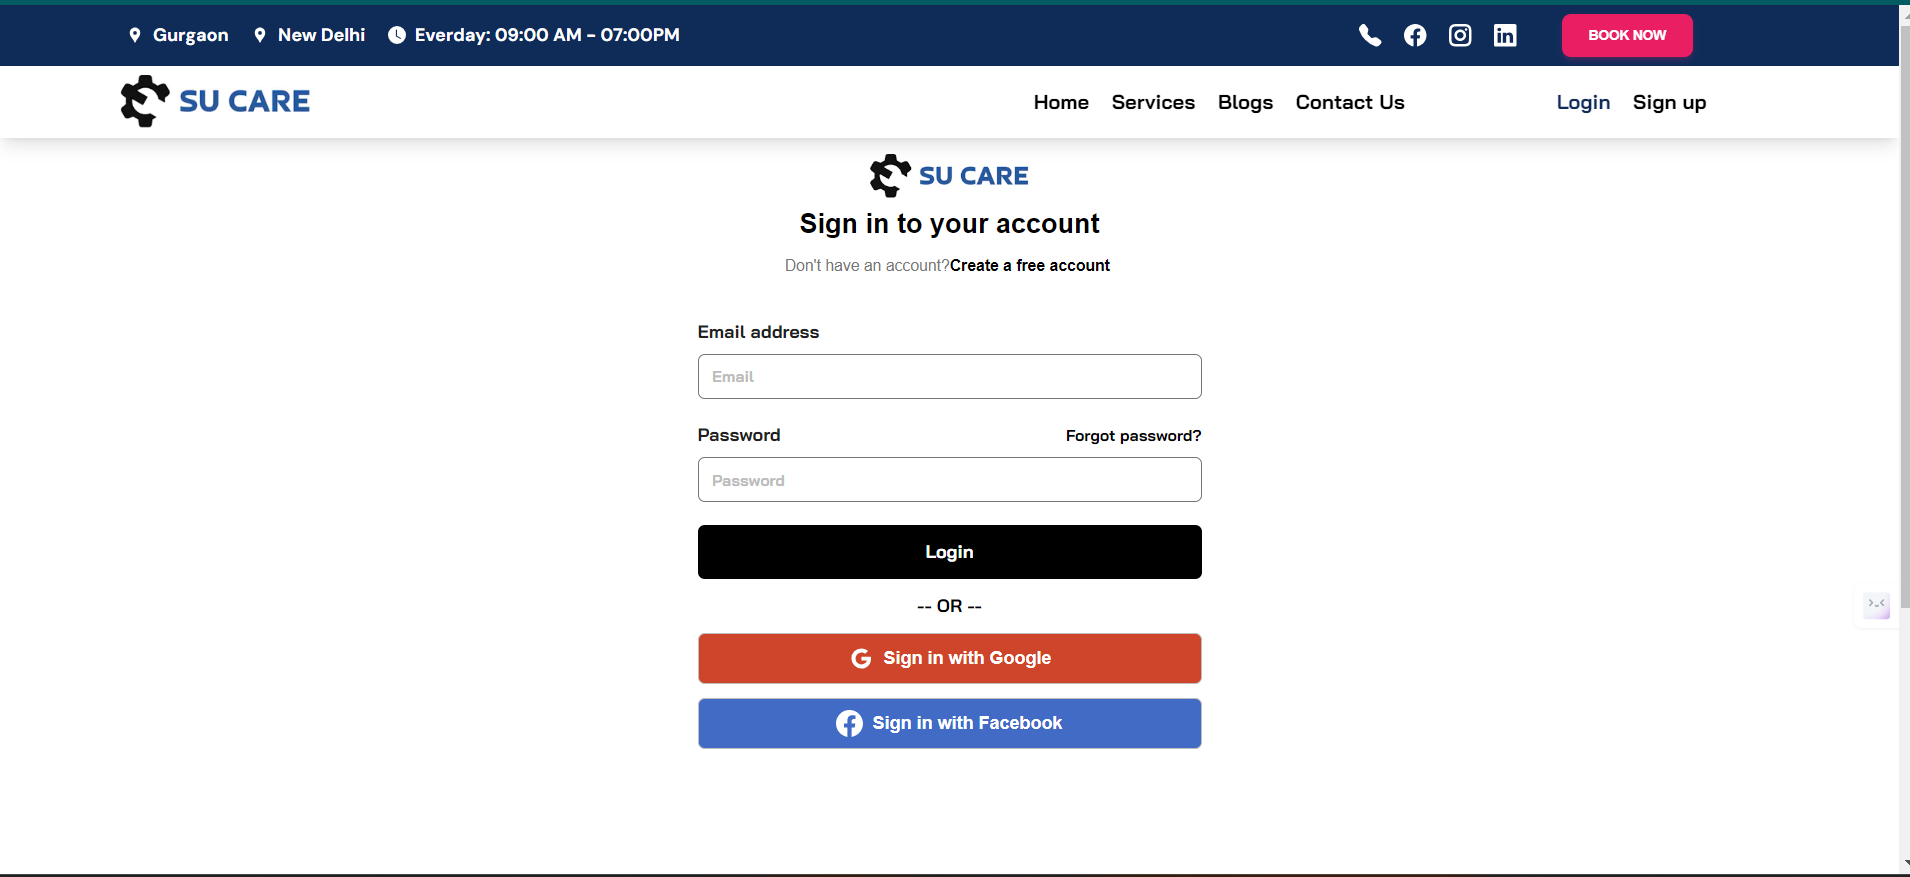 Gurgaon New Delhi Everday: 09:00 AM - 07:00PM BOOK NOW
SU CARE Home Services Blogs Contact Us Login Sign up
SU CARE
Sign in to your account
Don't have an account?Create a free account
Email address
Email
Password Forgot password?
Password
Login
-- OR --
Sign in with Google
Sign in with Facebook